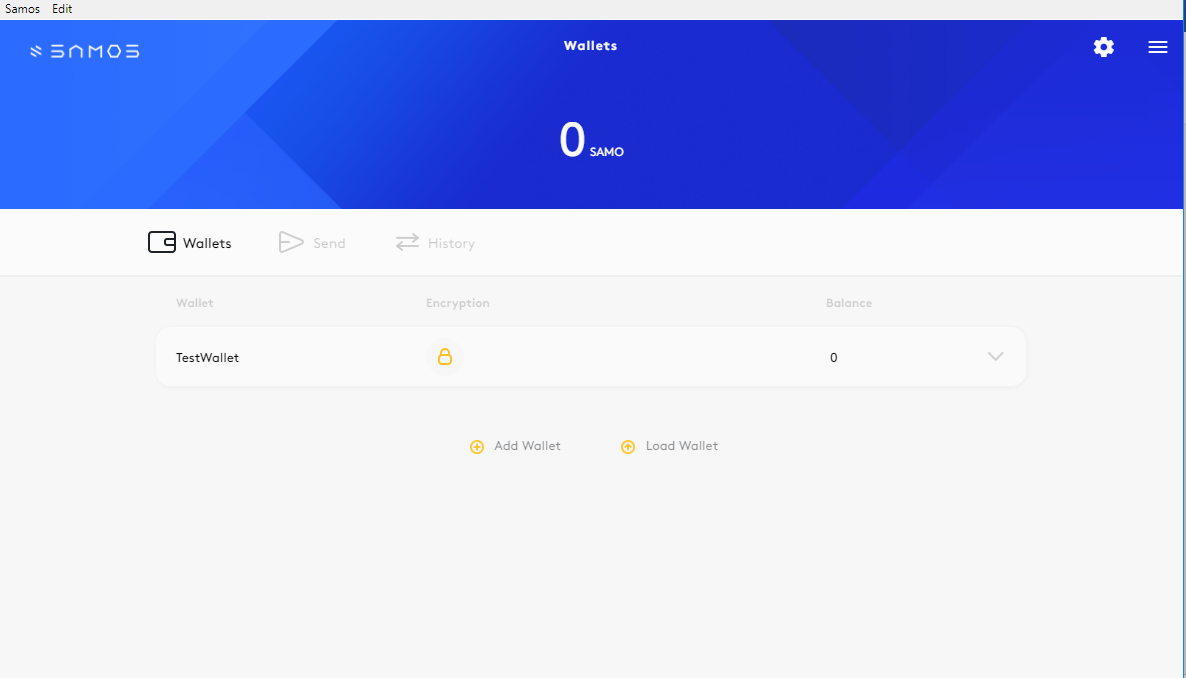 Samos Edit
SAMOS
Wallets
0 SAMO
Wallets Send History
Wallet Encryption Balance
TestWallet 0
Add Wallet Load Wallet